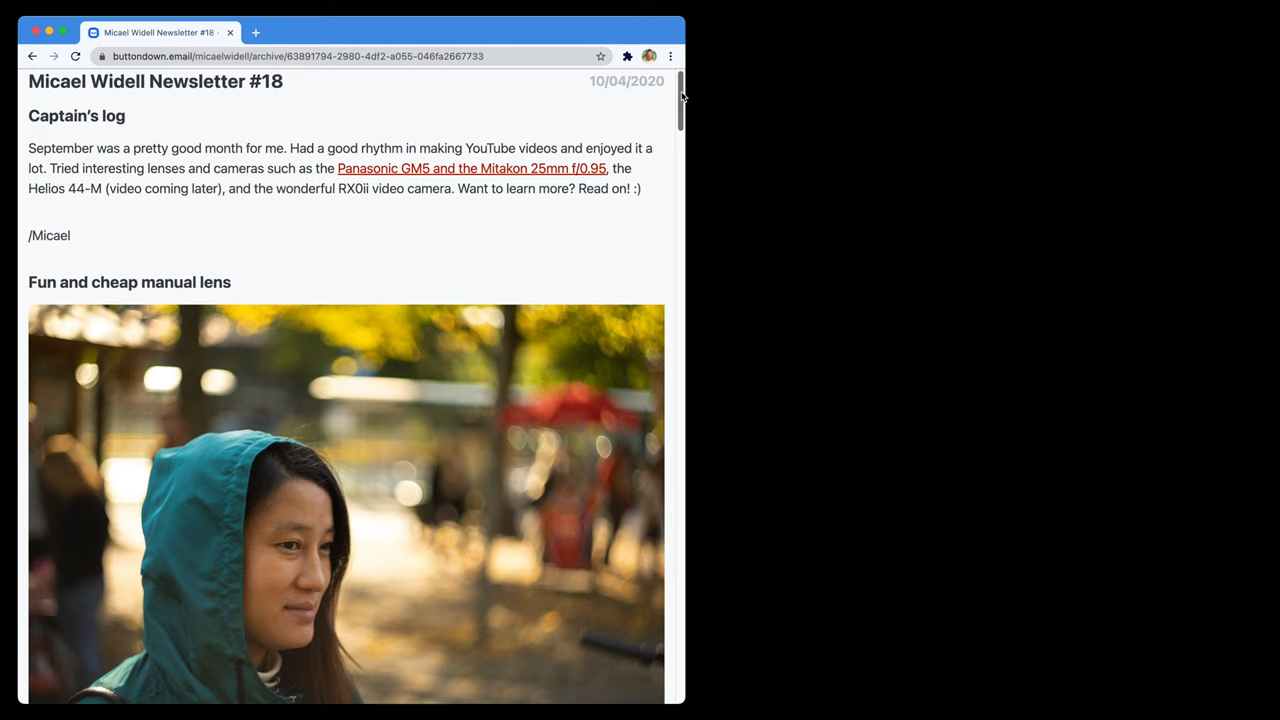 Micael Widell Newsletter #18 ·
buttondown.email/micaelwidell/archive/63891794-2980-4df2-a055-046fa2667733
Micael Widell Newsletter #18
10/04/2020
Captain’s log
September was a pretty good month for me. Had a good rhythm in making YouTube videos and enjoyed it a
lot. Tried interesting lenses and cameras such as the Panasonic GM5 and the Mitakon 25mm f/0.95, the
Helios 44-M (video coming later), and the wonderful RX0ii video camera. Want to learn more? Read on! :)
/Micael
Fun and cheap manual lens